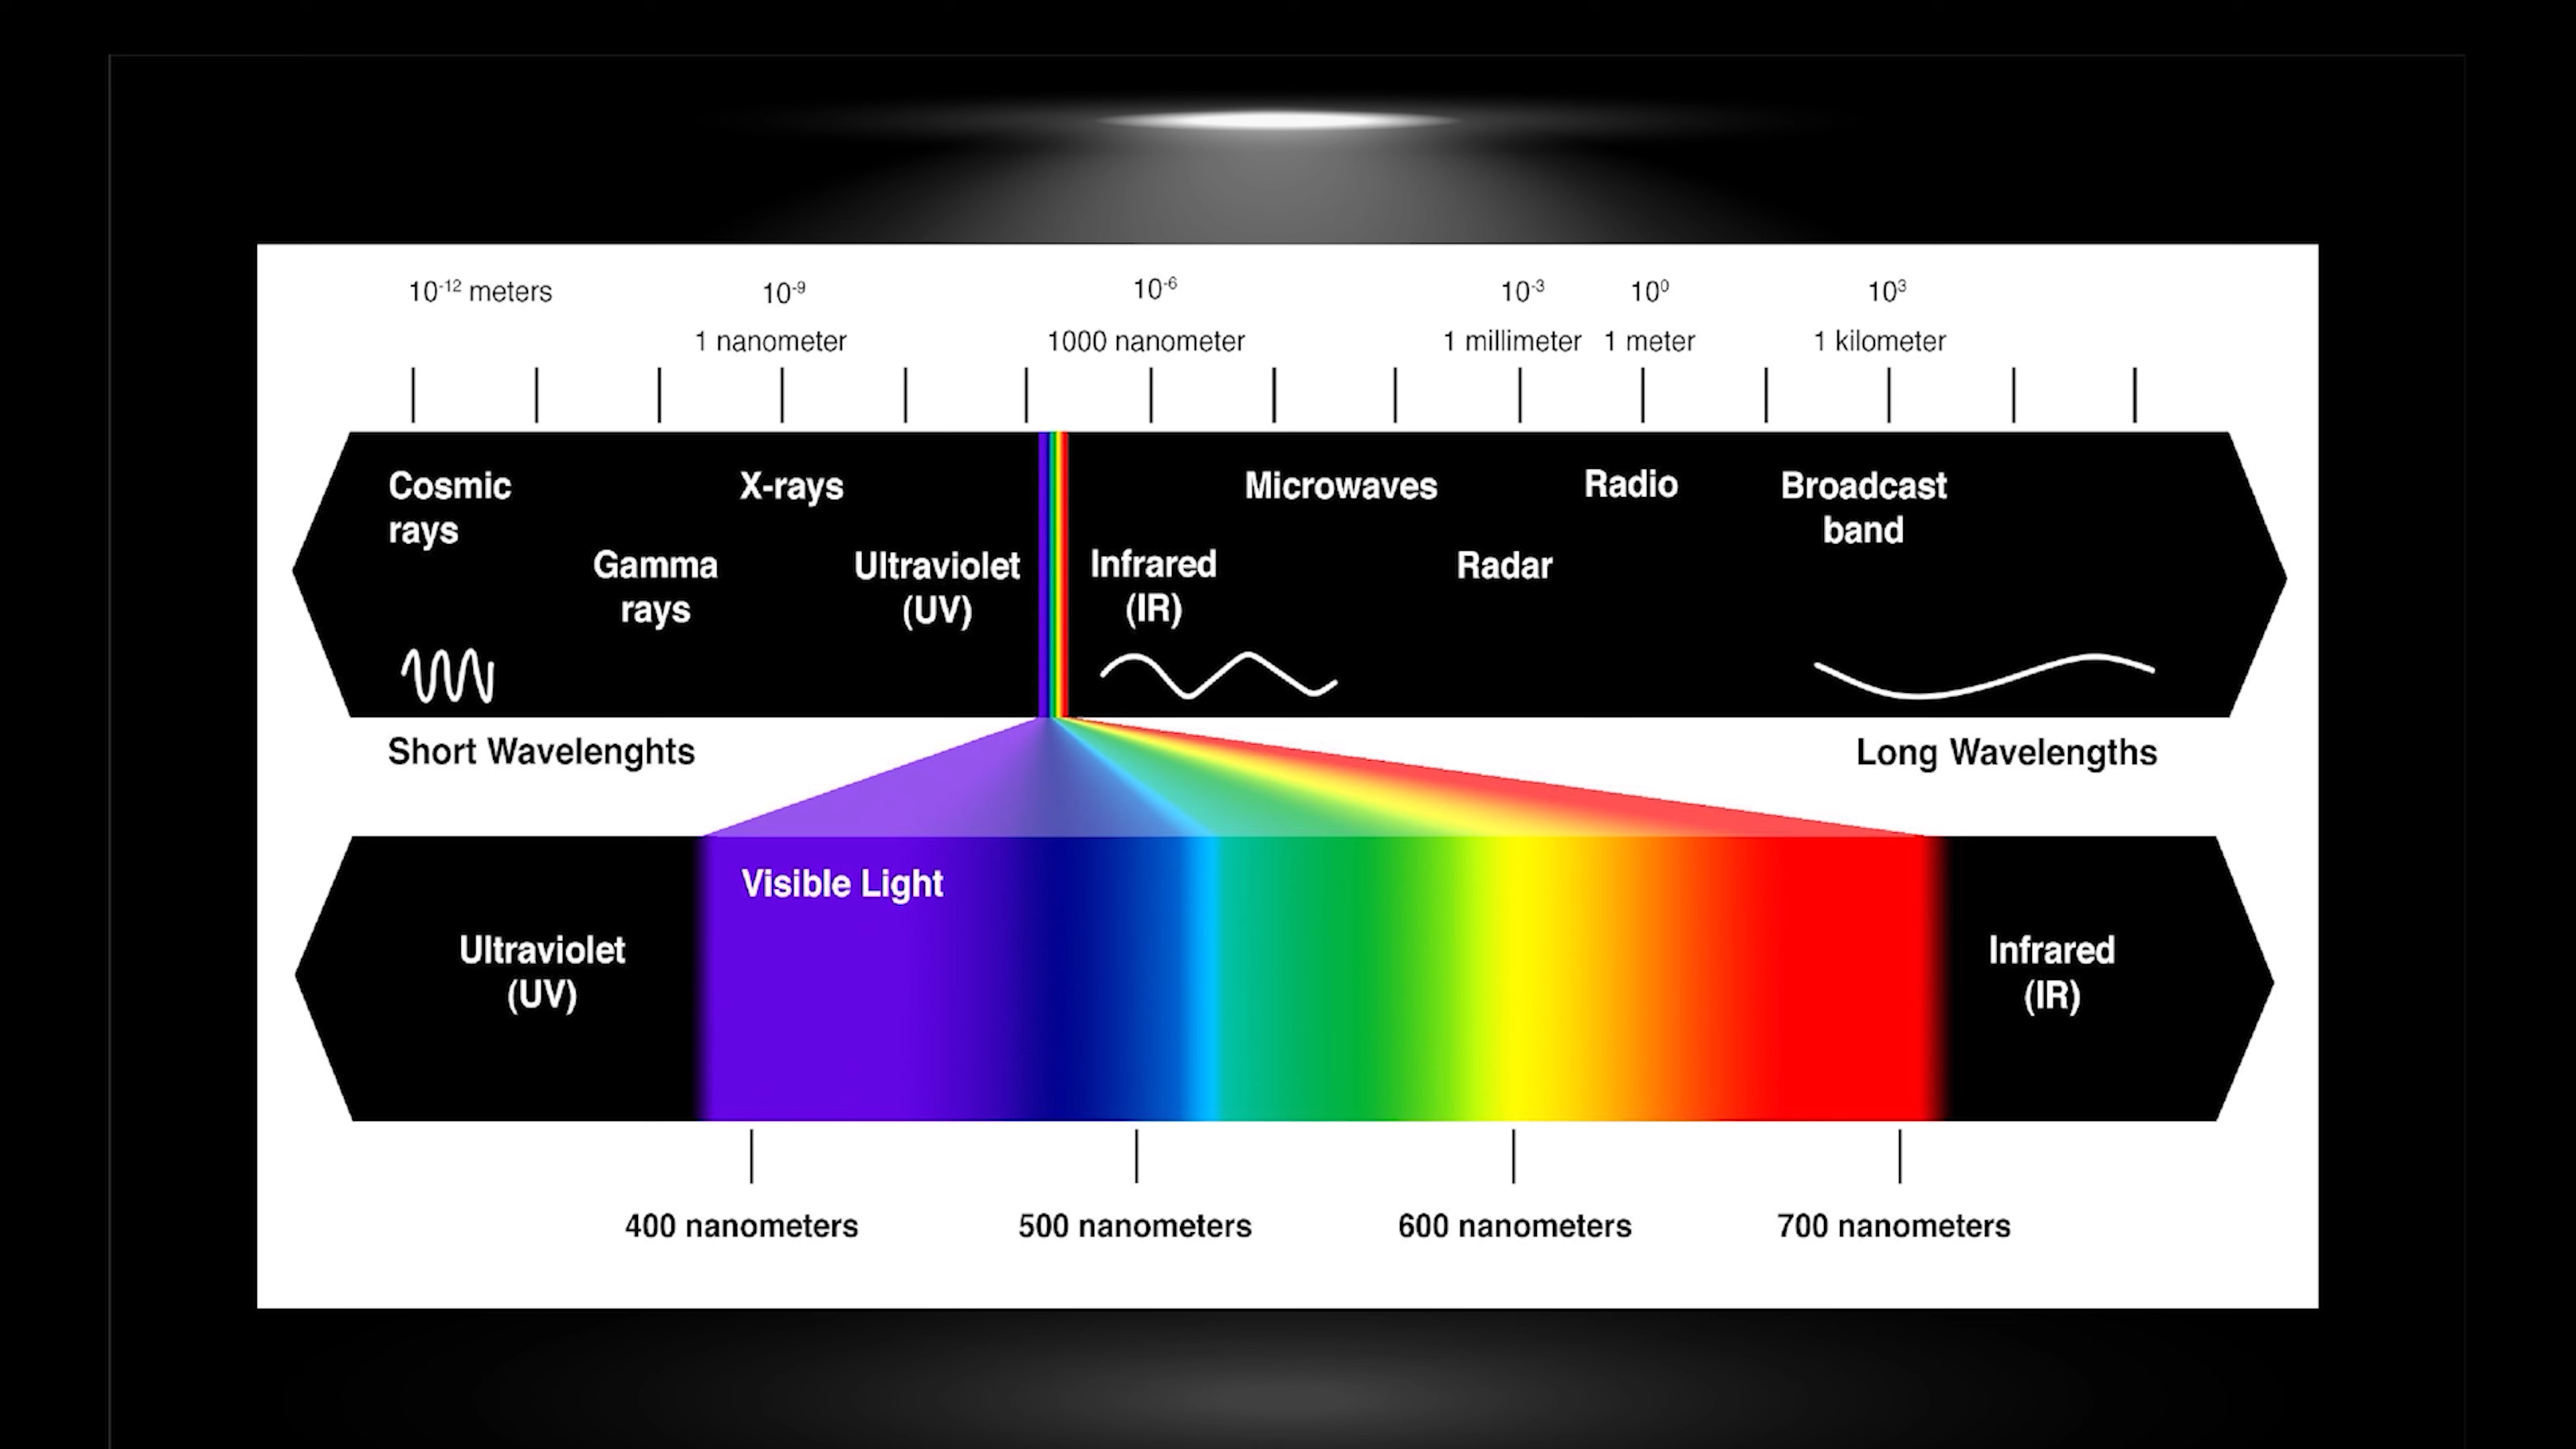 10⁻¹² meters
10⁻⁹
10⁻⁶
10⁻³
10⁰
10³
1 nanometer
1000 nanometer
1 millimeter
1 meter
1 kilometer
Cosmic
rays
Gamma
rays
X-rays
Ultraviolet
(UV)
Infrared
(IR)
Microwaves
Radar
Radio
Broadcast
band
Short Wavelenghts
Long Wavelengths
Visible Light
Ultraviolet
(UV)
Infrared
(IR)
400 nanometers
500 nanometers
600 nanometers
700 nanometers